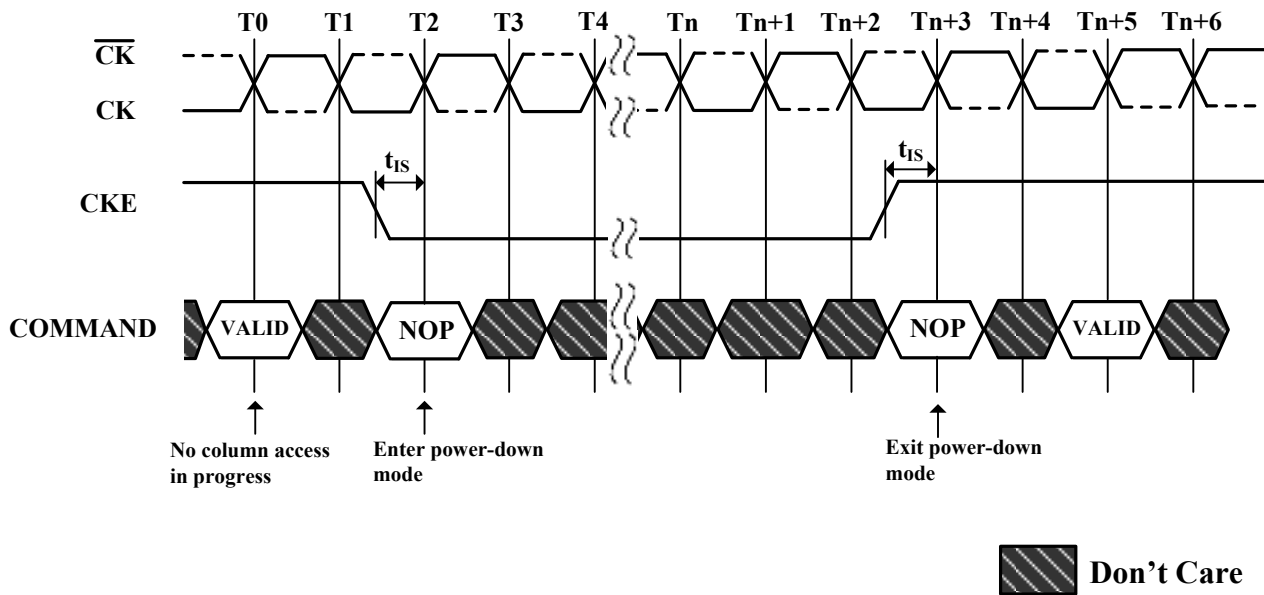 T0 T1 T2 T3 T4 Tn Tn+1 Tn+2 Tn+3 Tn+4 Tn+5 Tn+6
C̅K̅
CK
tIS tIS
CKE
COMMAND VALID NOP NOP VALID
No column access
in progress
Enter power-down
mode
Exit power-down
mode
Don't Care